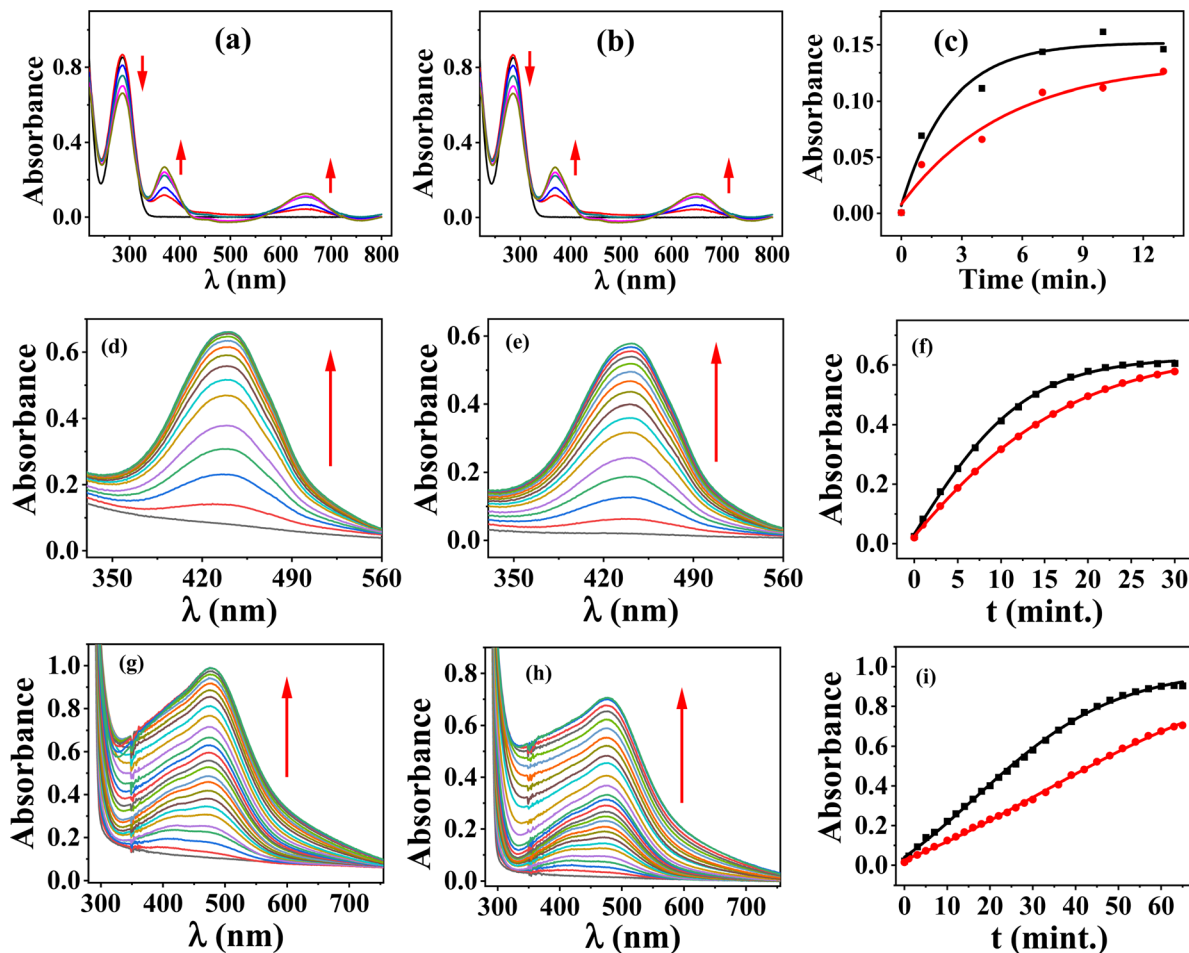 (a)
Absorbance
0.8
0.4
0.0
300 400 500 600 700 800
λ (nm)
(b)
Absorbance
0.8
0.4
0.0
300 400 500 600 700 800
λ (nm)
(c)
Absorbance
0.15
0.10
0.05
0.00
0 3 6 9 12
Time (min.)
(d)
Absorbance
0.6
0.4
0.2
0.0
350 420 490 560
λ (nm)
(e)
Absorbance
0.6
0.4
0.2
0.0
350 420 490 560
λ (nm)
(f)
Absorbance
0.6
0.4
0.2
0.0
0 5 10 15 20 25 30
t (mint.)
(g)
Absorbance
1.0
0.8
0.6
0.4
0.2
0.0
300 400 500 600 700
λ (nm)
(h)
Absorbance
0.8
0.6
0.4
0.2
0.0
300 400 500 600 700
λ (nm)
(i)
Absorbance
1.0
0.8
0.6
0.4
0.2
0.0
0 10 20 30 40 50 60
t (mint.)